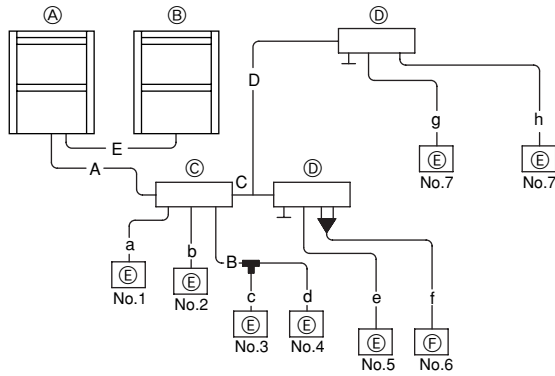 Ⓐ Ⓑ Ⓓ
D
E
A
g h
Ⓒ C Ⓓ
Ⓔ Ⓔ
No.7 No.7
a b B
c d e f
Ⓔ Ⓔ
No.1 No.2
Ⓔ Ⓔ Ⓔ Ⓕ
No.3 No.4 No.5 No.6